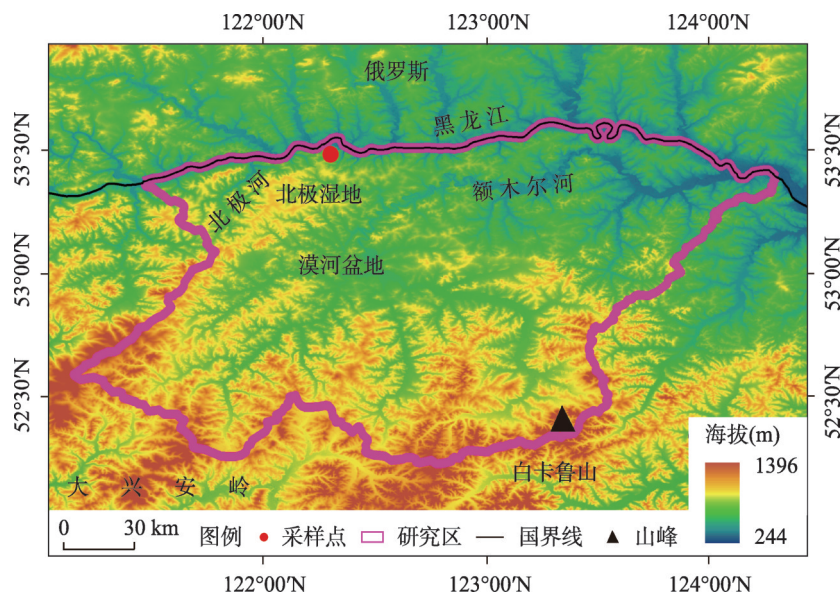 122°00′N 123°00′N 124°00′N
俄罗斯
黑龙江
53°30′N 53°30′N
北极河
北极湿地
额木尔河
漠河盆地
53°00′N 53°00′N
52°30′N 52°30′N
海拔(m)
1396
244
白卡鲁山
大兴安岭
0 30 km
图例 采样点 研究区 国界线 山峰
122°00′N 123°00′N 124°00′N